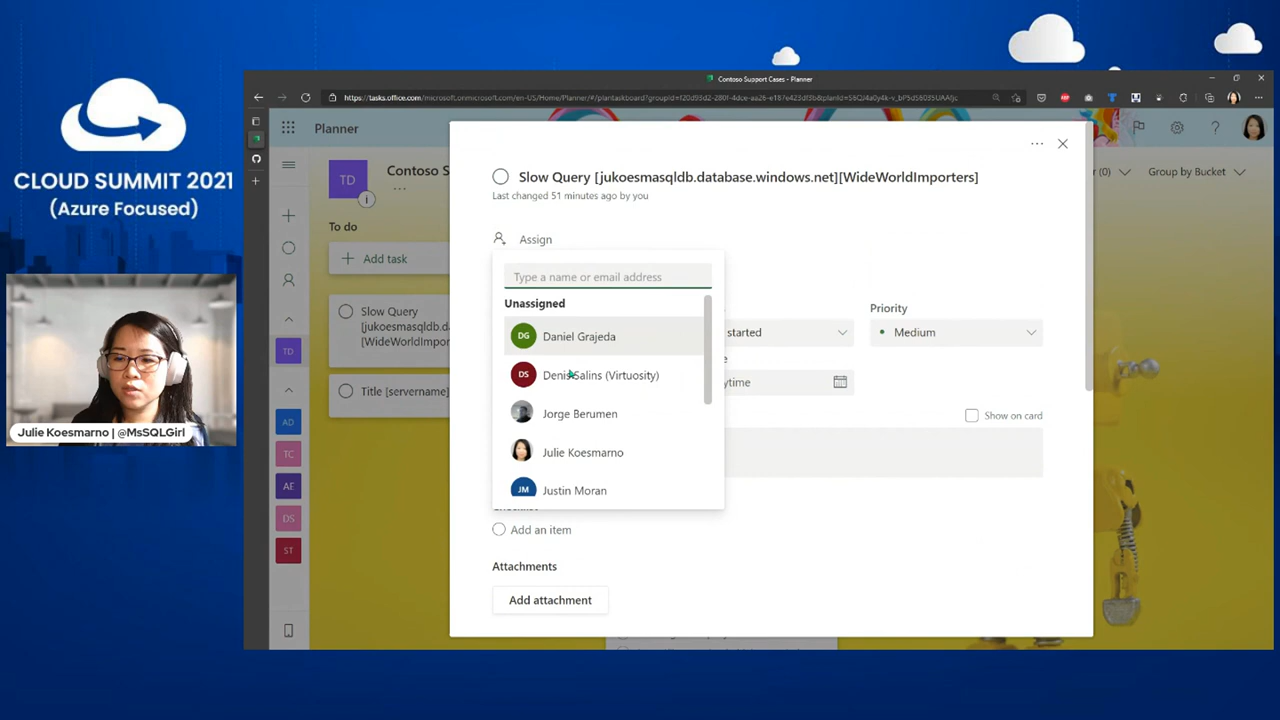 CLOUD SUMMIT 2021
(Azure Focused)
Julie Koesmarno | @MsSQLGirl
Contoso Support Cases - Planner
Planner
TD
Contoso S
To do
Add task
Slow Query
[jukoesmasqldb.da
[WideWorldImpor
Title [servername]
TD
AD
TC
AE
DS
ST
Group by Bucket
Slow Query [jukoesmasqldb.database.windows.net][WideWorldImporters]
Last changed 51 minutes ago by you
Assign
Type a name or email address
Unassigned
DG Daniel Grajeda
DS Denis Salins (Virtuosity)
Jorge Berumen
Julie Koesmarno
JM Justin Moran
started
Priority
Medium
ytime
Show on card
Add an item
Attachments
Add attachment